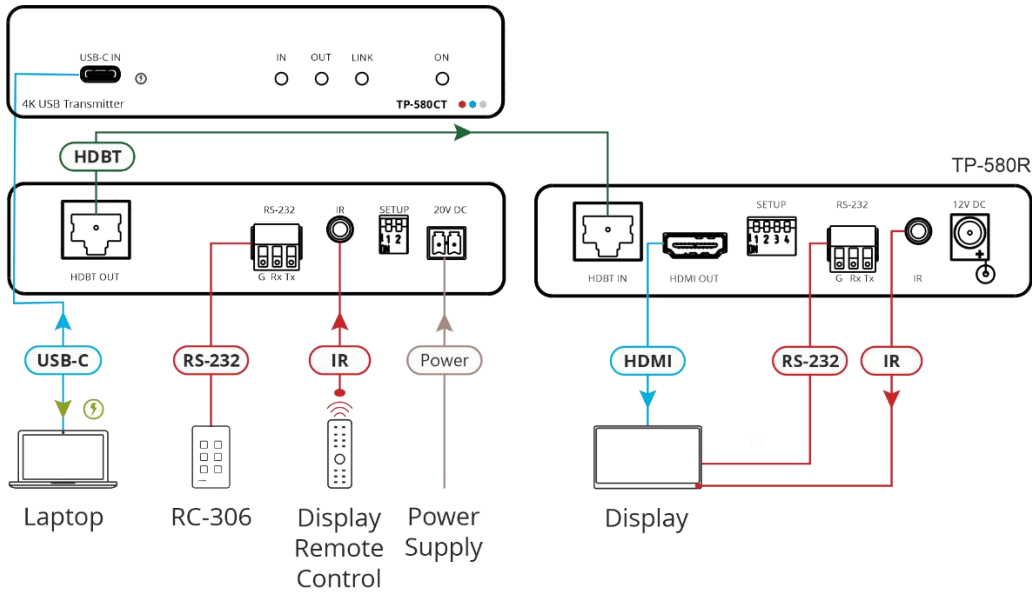 USB-C IN
IN OUT LINK ON
4K USB Transmitter
TP-580CT
HDBT
TP-580R
RS-232 IR SETUP 20V DC
1 2
ON
G Rx Tx
HDBT OUT
SETUP RS-232 12V DC
1 2 3 4
ON
G Rx Tx
HDBT IN HDMI OUT IR
+
USB-C
RS-232
IR
Power
HDMI
RS-232
IR
Laptop
RC-306
Display
Remote
Control
Power
Supply
Display